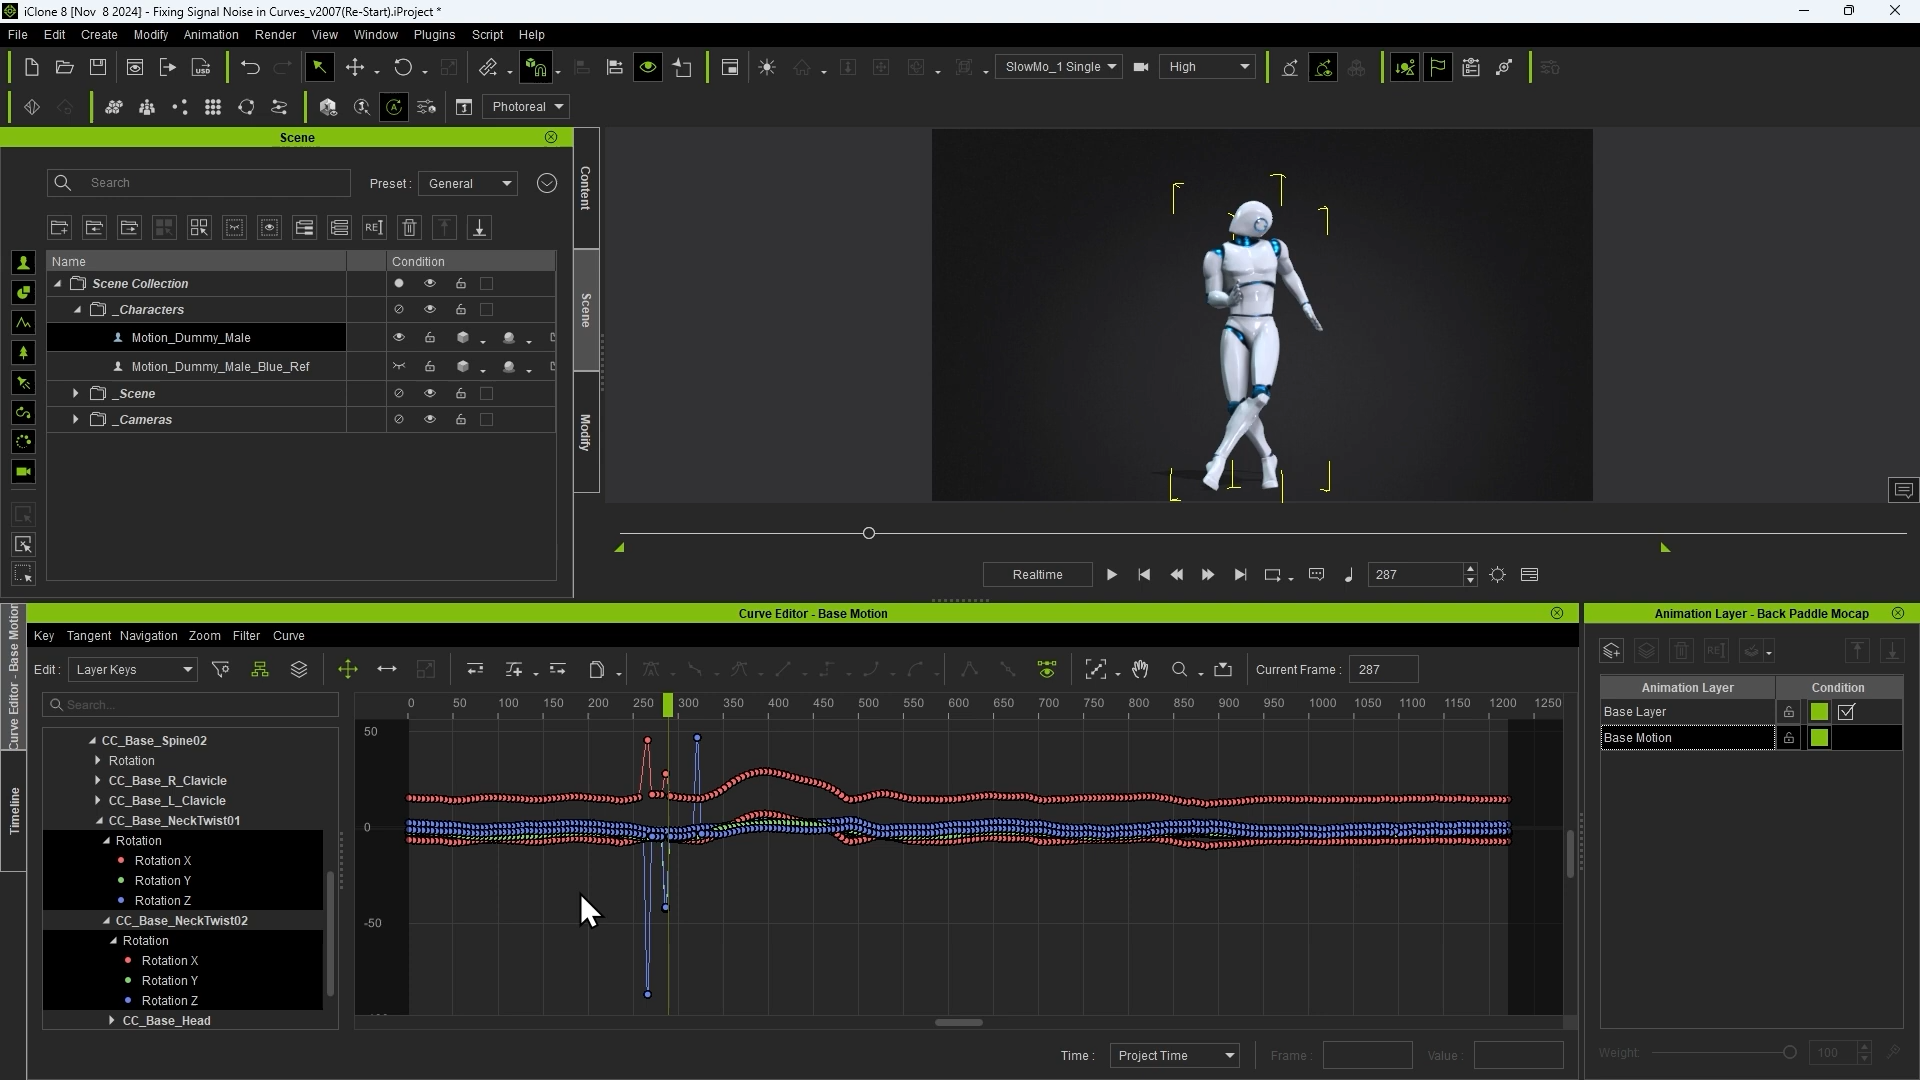 iClone 8 [Nov  8 2024] - Fixing Signal Noise in Curves_v2007(Re-Start).iProject *
File Edit Create Modify Animation Render View Window Plugins Script Help
SlowMo_1 Single High
Photoreal
Scene
Search Preset : General
Name Condition
Scene Collection
_Characters
Motion_Dummy_Male
Motion_Dummy_Male_Blue_Ref
_Scene
_Cameras
Content
Scene
Modify
Realtime 287
Curve Editor - Base Motion
Key Tangent Navigation Zoom Filter Curve
Edit : Layer Keys Current Frame : 287
Search...
0 50 100 150 200 250 300 350 400 450 500 550 600 650 700 750 800 850 900 950 1000 1050 1100 1150 1200 1250
50
0
-50
CC_Base_Spine02
Rotation
CC_Base_R_Clavicle
CC_Base_L_Clavicle
CC_Base_NeckTwist01
Rotation
Rotation X
Rotation Y
Rotation Z
CC_Base_NeckTwist02
Rotation
Rotation X
Rotation Y
Rotation Z
CC_Base_Head
Curve Editor - Base Motion
Timeline
Time : Project Time Frame : Value :
Animation Layer - Back Paddle Mocap
Animation Layer Condition
Base Layer
Base Motion
Weight 100